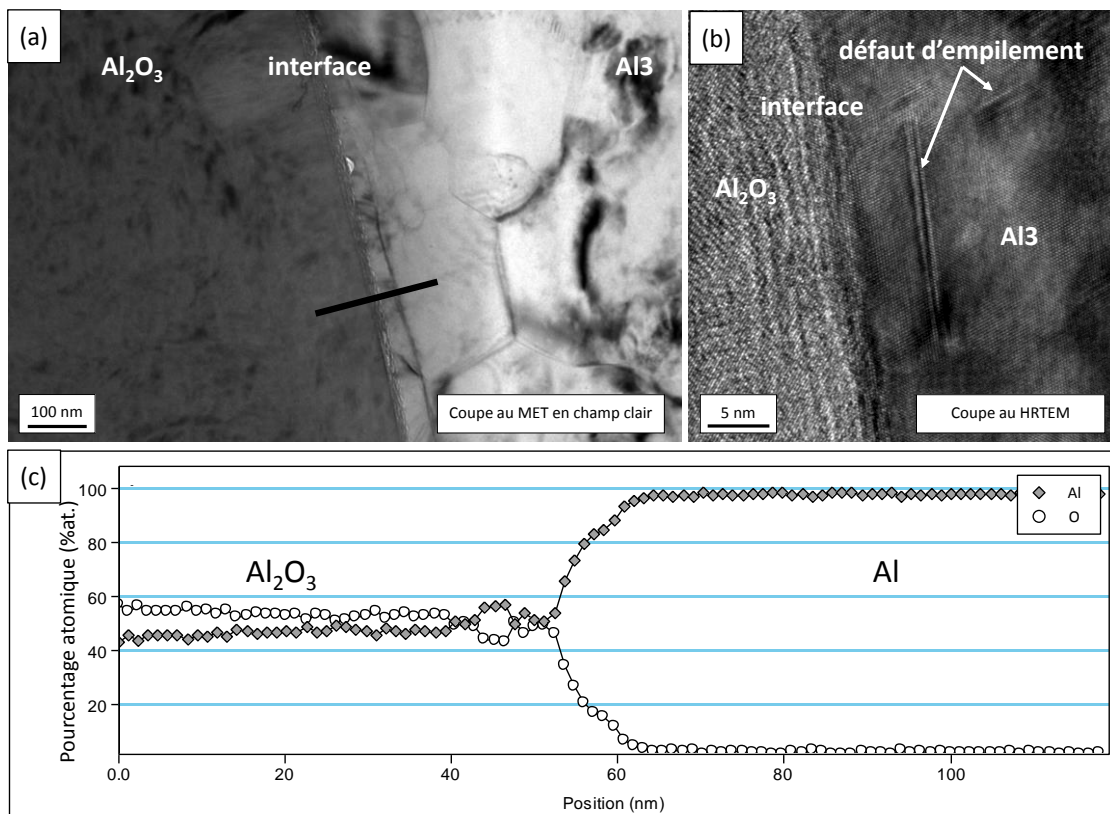 (a)
Al₂O₃
interface
Al3
100 nm
Coupe au MET en champ clair
(b)
défaut d'empilement
interface
Al₂O₃
Al3
5 nm
Coupe au HRTEM
(c)
Pourcentage atomique (%at.)
100
80
60
40
20
Al₂O₃
Al
Al
O
0.0
20
40
60
80
100
Position (nm)